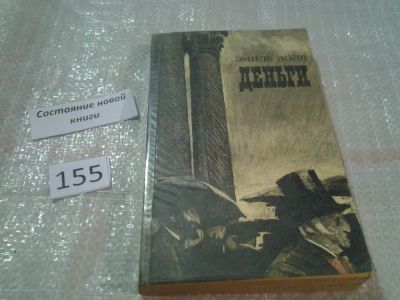 Состояние новой
книги
155
ЭМИЛЬ ЗОЛЯ
ДЕНЬГИ